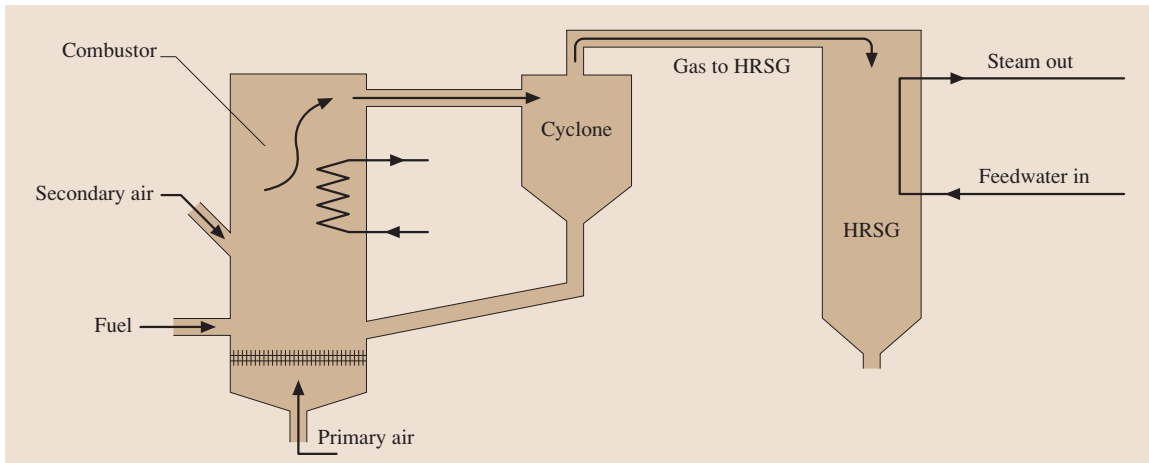 Combustor
Gas to HRSG
Steam out
Cyclone
Secondary air
Feedwater in
HRSG
Fuel
Primary air